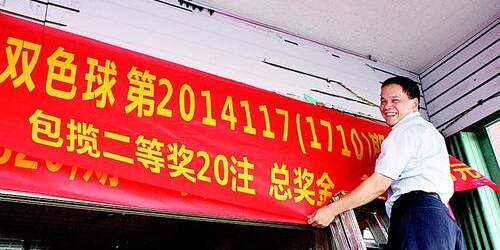 双色球 第2014117(1710)期
包揽二等奖20注 总奖金
元